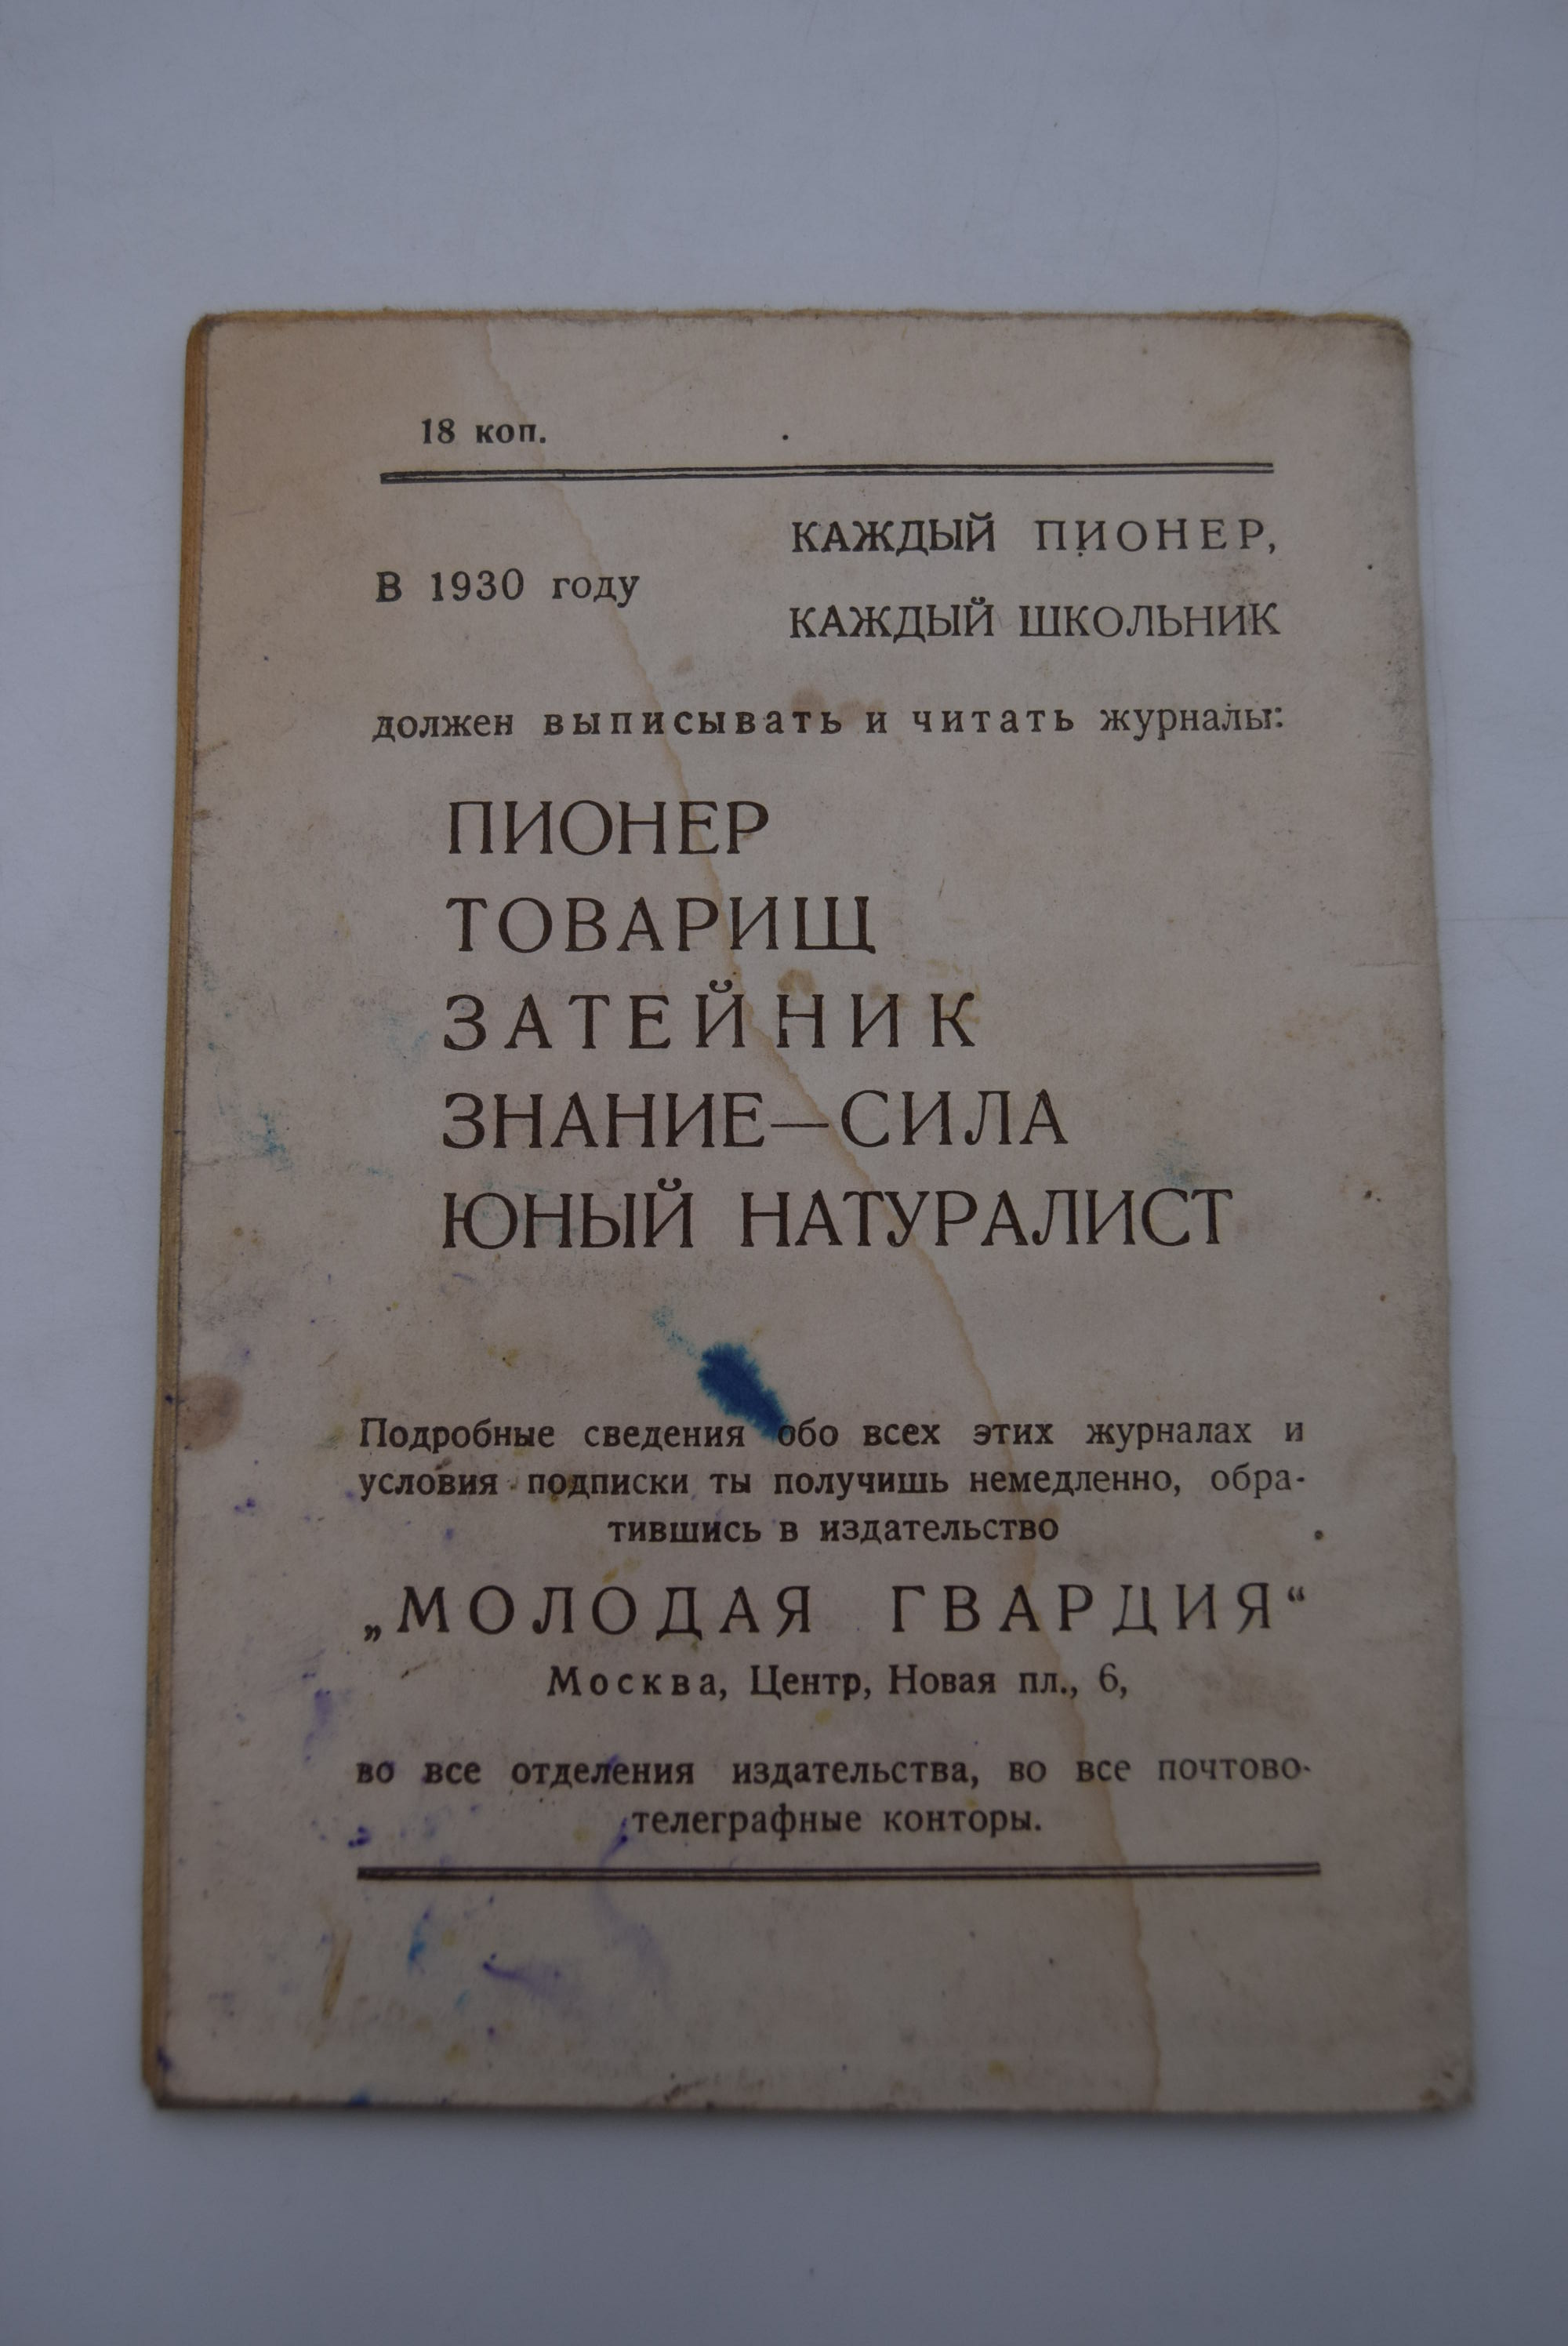 18 коп.
КАЖДЫЙ ПИОНЕР,
В 1930 году
КАЖДЫЙ ШКОЛЬНИК
должен выписывать и читать журналы:
ПИОНЕР
ТОВАРИЩ
ЗАТЕЙНИК
ЗНАНИЕ—СИЛА
ЮНЫЙ НАТУРАЛИСТ
Подробные сведения обо всех этих журналах и
условия подписки ты получишь немедленно, обра-
тившись в издательство
„МОЛОДАЯ ГВАРДИЯ“
Москва, Центр, Новая пл., 6,
во все отделения издательства, во все почтово-
телеграфные конторы.